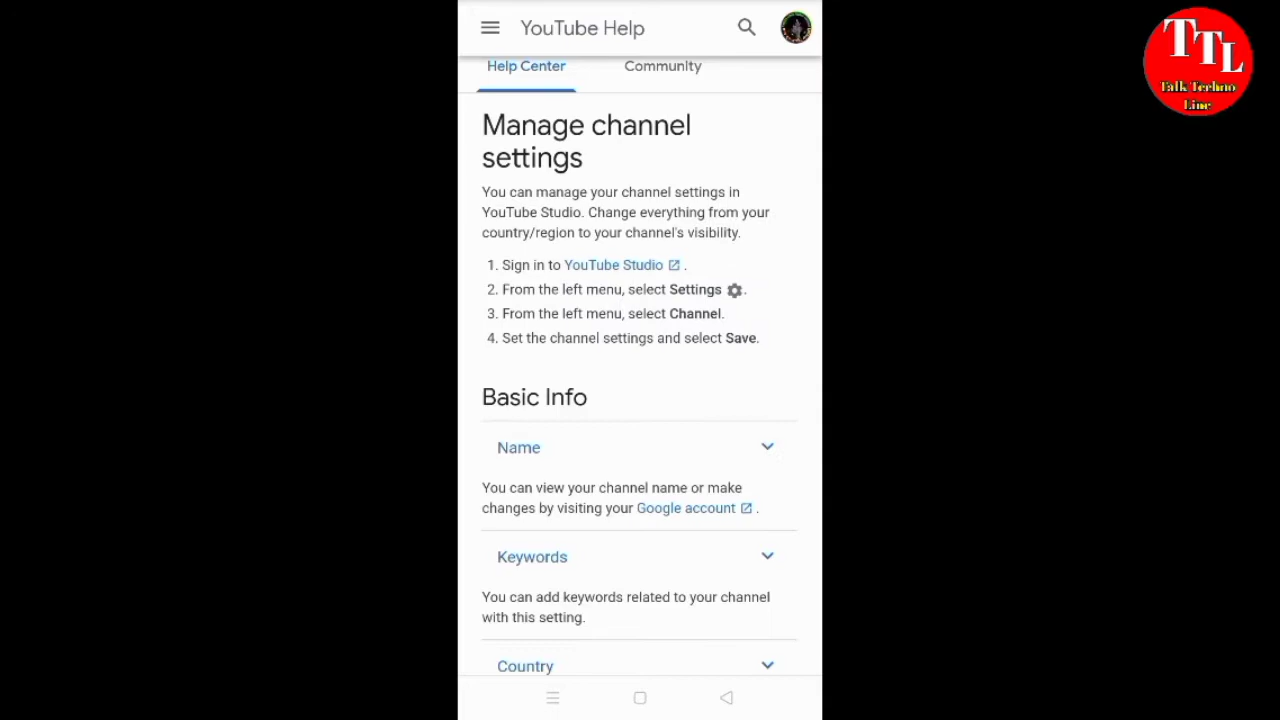 YouTube Help
Help Center
Community
Manage channel
settings
You can manage your channel settings in
YouTube Studio. Change everything from your
country/region to your channel's visibility.
1. Sign in to YouTube Studio .
2. From the left menu, select Settings .
3. From the left menu, select Channel.
4. Set the channel settings and select Save.
Basic Info
Name
You can view your channel name or make
changes by visiting your Google account .
Keywords
You can add keywords related to your channel
with this setting.
Country
TTL
Talk Techno
Line